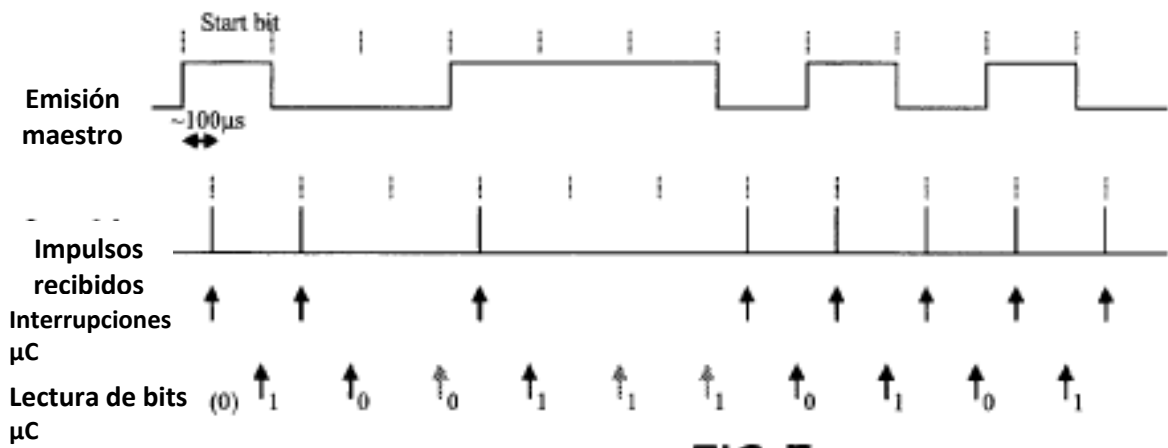 Start bit
Emisión
maestro
~100µs
Impulsos
recibidos
Interrupciones
µC
Lectura de bits
µC
(0) 1 0 0 1 1 1 0 1 0 1